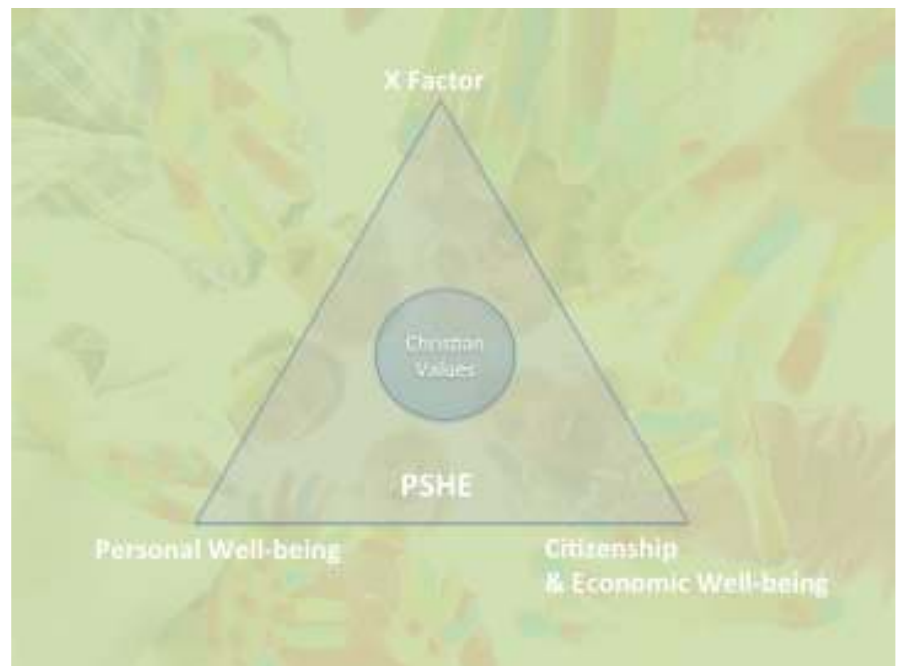 X Factor
Christian
Values
PSHE
Personal Well-being
Citizenship
& Economic Well-being